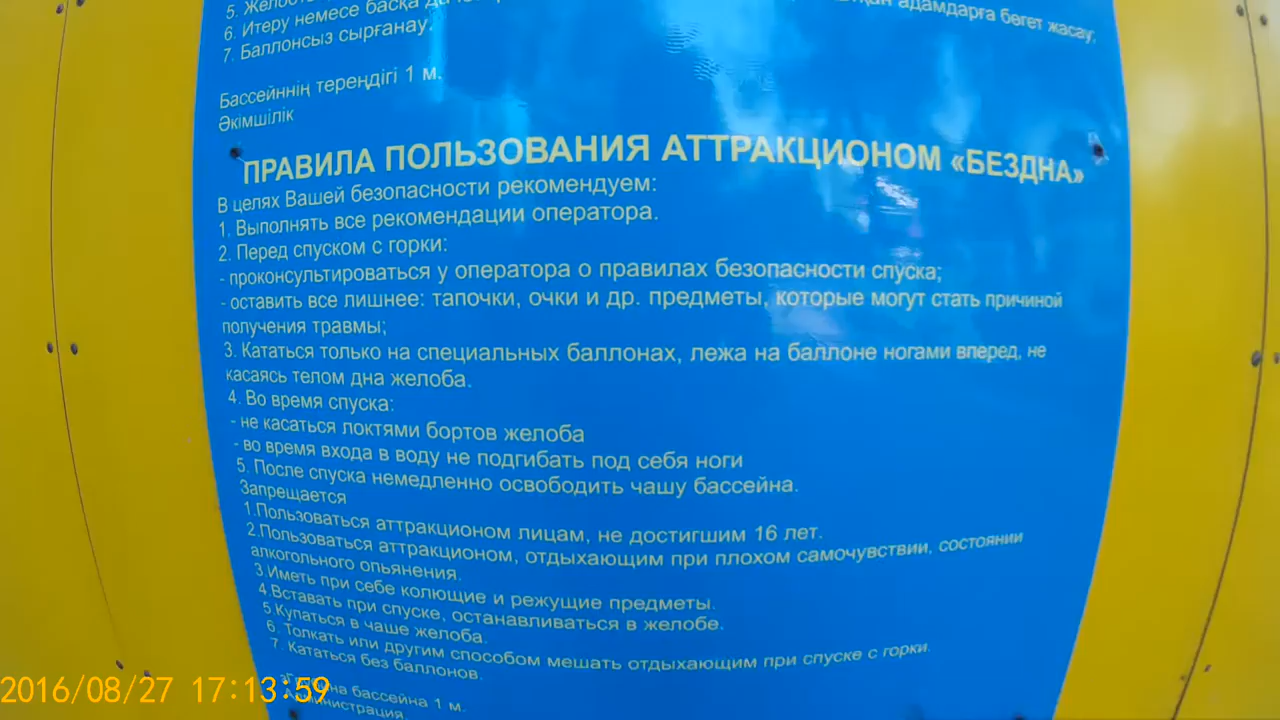 5.
6. Итеру немесе басқа
адамдарға бөгет жасау;
7. Баллонсыз сырғанау.
Бассейннің тереңдігі 1 м.
Әкімшілік
ПРАВИЛА ПОЛЬЗОВАНИЯ АТТРАКЦИОНОМ «БЕЗДНА»
В целях Вашей безопасности рекомендуем:
1. Выполнять все рекомендации оператора.
2. Перед спуском с горки:
- проконсультироваться у оператора о правилах безопасности спуска;
- оставить все лишнее: тапочки, очки и др. предметы, которые могут стать причиной
получения травмы;
3. Кататься только на специальных баллонах, лежа на баллоне ногами вперед, не
касаясь телом дна желоба.
4. Во время спуска:
- не касаться локтями бортов желоба
- во время входа в воду не подгибать под себя ноги
5. После спуска немедленно освободить чашу бассейна.
Запрещается
1.Пользоваться аттракционом лицам, не достигшим 16 лет.
2.Пользоваться аттракционом, отдыхающим при плохом самочувствии, состоянии
алкогольного опьянения.
3.Иметь при себе колющие и режущие предметы.
4.Вставать при спуске, останавливаться в желобе.
5.Купаться в чаше желоба.
6. Толкать или другим способом мешать отдыхающим при спуске с горки.
7. Кататься без баллонов.
бассейна 1 м.
Администрация.
2016/08/27 17:13:59